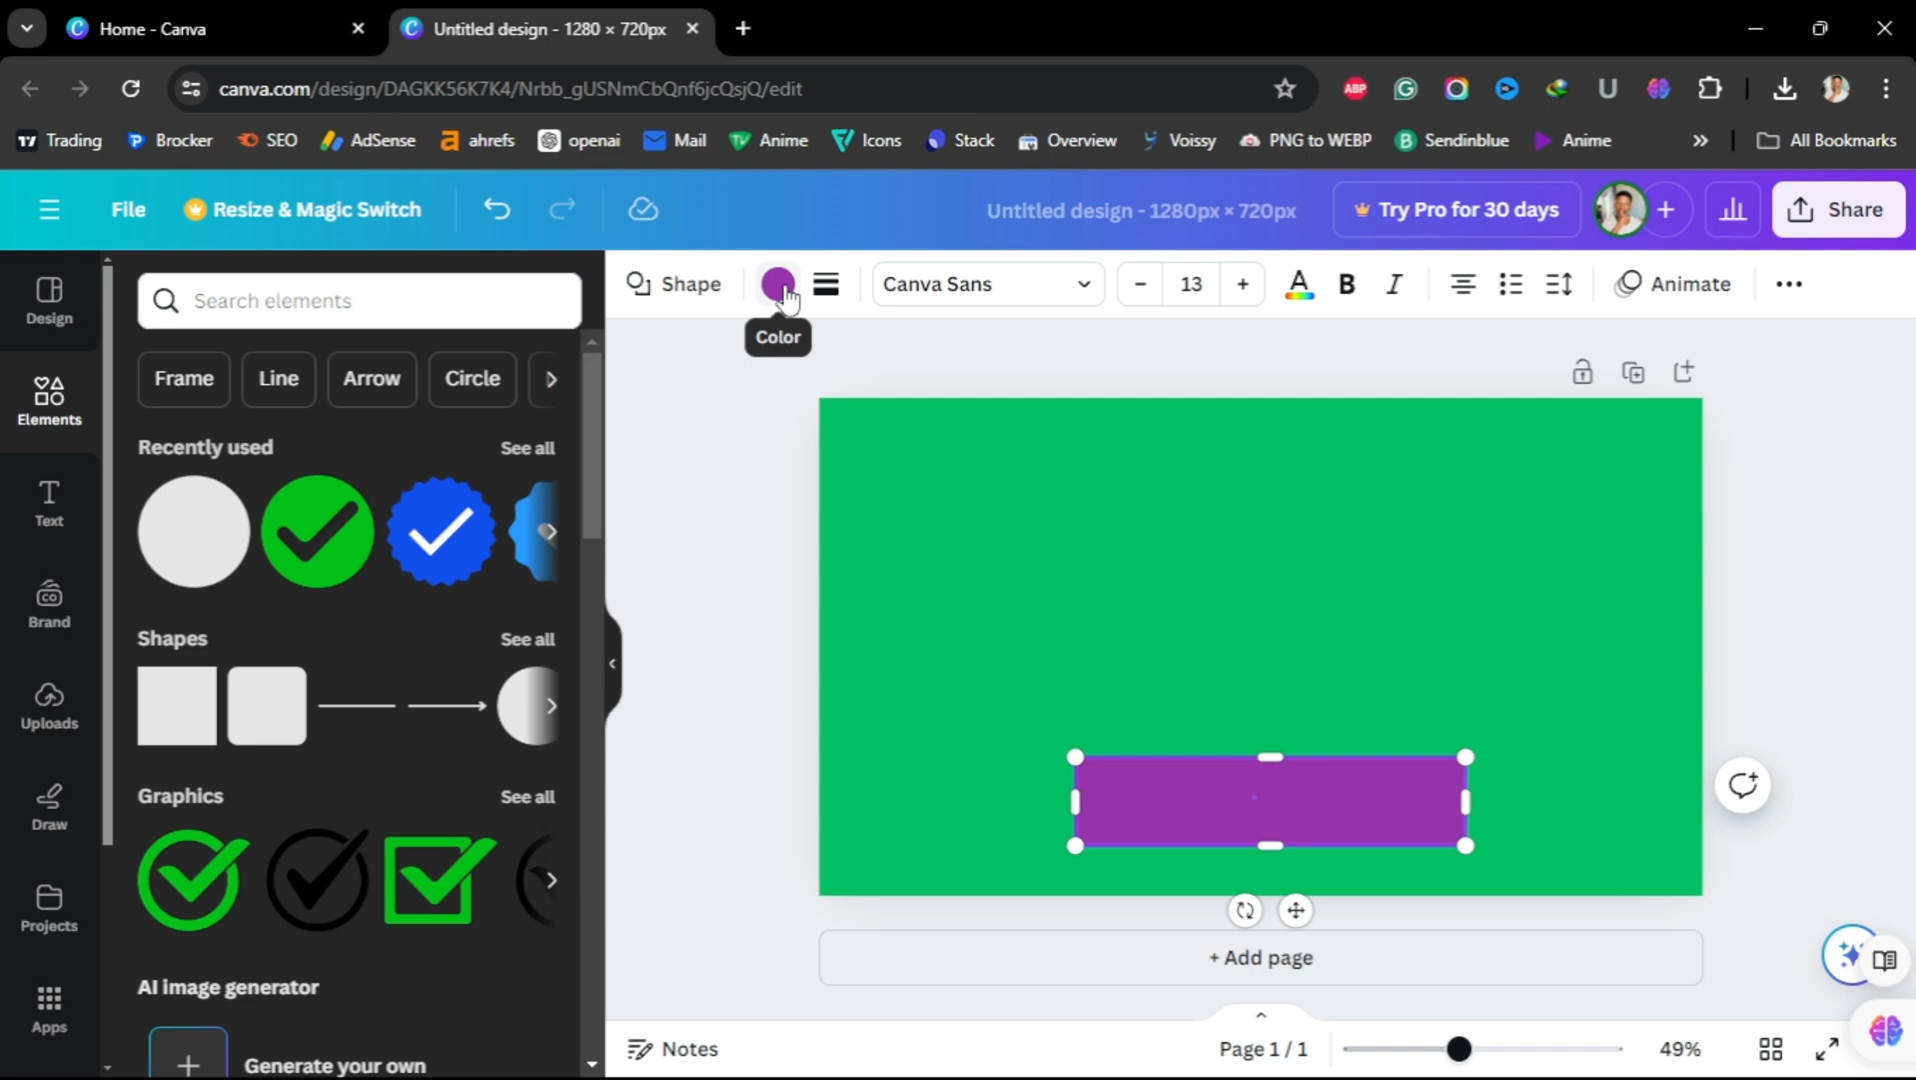 Home - Canva
Untitled design - 1280 × 720px
canva.com/design/DAGKK56K7K4/Nrbb_gUSNmCbQnf6jcQsjQ/edit
ABP
U
Trading
Brocker
SEO
AdSense
ahrefs
openai
Mail
Anime
Icons
Stack
Overview
Voissy
PNG to WEBP
Sendinblue
Anime
All Bookmarks
File
Resize & Magic Switch
Untitled design - 1280px × 720px
Try Pro for 30 days
Share
Design
Elements
Text
Brand
Uploads
Draw
Projects
Apps
Search elements
Frame
Line
Arrow
Circle
Recently used
See all
Shapes
See all
Graphics
See all
AI image generator
Generate your own
Shape
Canva Sans
13
A
B
I
Animate
Color
+ Add page
Notes
Page 1 / 1
49%